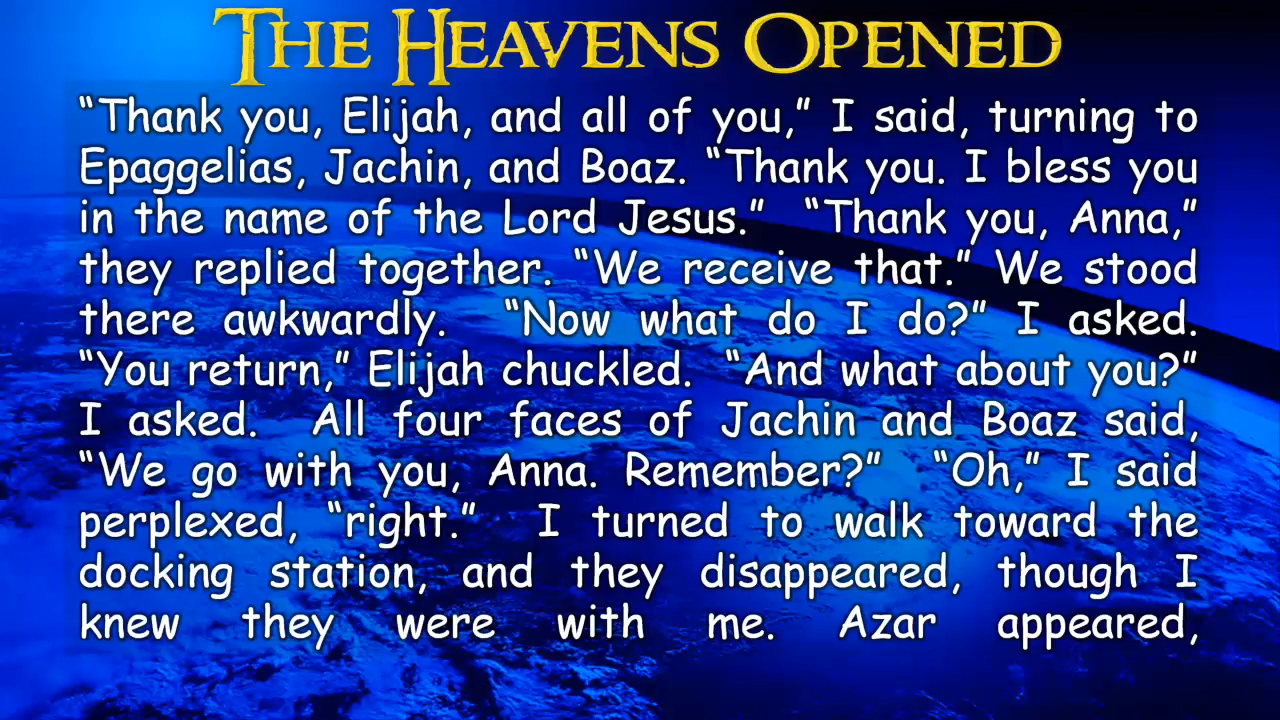 THE HEAVENS OPENED
“Thank you, Elijah, and all of you,” I said, turning to
Epaggelias, Jachin, and Boaz. “Thank you. I bless you
in the name of the Lord Jesus.” “Thank you, Anna,”
they replied together. “We receive that.” We stood
there awkwardly. “Now what do I do?” I asked.
“You return,” Elijah chuckled. “And what about you?”
I asked. All four faces of Jachin and Boaz said,
“We go with you, Anna. Remember?” “Oh,” I said
perplexed, “right.” I turned to walk toward the
docking station, and they disappeared, though I
knew they were with me. Azar appeared,